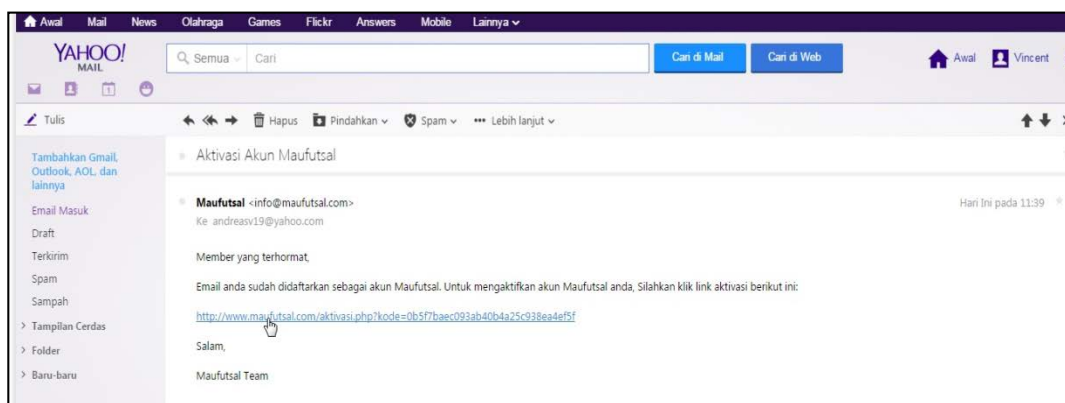 Awal Mail News Olahraga Games Flickr Answers Mobile Lainnya
YAHOO!
MAIL
Semua Cari Cari di Mail Cari di Web Awal Vincent
Tulis Hapus Pindahkan Spam Lebih lanjut
Tambahkan Gmail,
Outlook, AOL, dan
lainnya
Email Masuk
Draft
Terkirim
Spam
Sampah
Tampilan Cerdas
Folder
Baru-baru
Aktivasi Akun Maufutsal
Maufutsal <info@maufutsal.com> Hari Ini pada 11:39
Ke andreasv19@yahoo.com
Member yang terhormat,
Email anda sudah didaftarkan sebagai akun Maufutsal. Untuk mengaktifkan akun Maufutsal anda, Silahkan klik link aktivasi berikut ini:
http://www.maufutsal.com/aktivasi.php?kode=0b5f7baec093ab40b4a25c938ea4ef5f
Salam,
Maufutsal Team